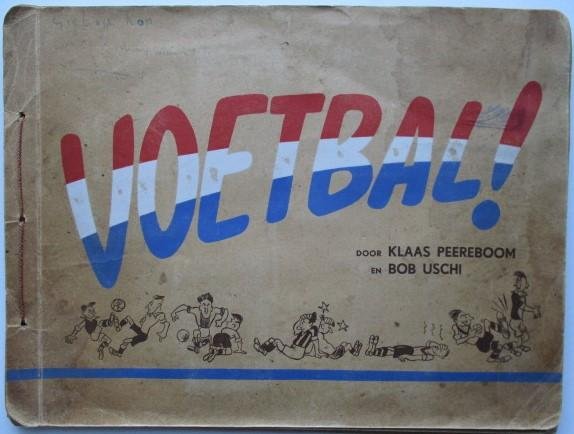 VOETBAL!
DOOR KLAAS PEEREBOOM
EN BOB USCHI